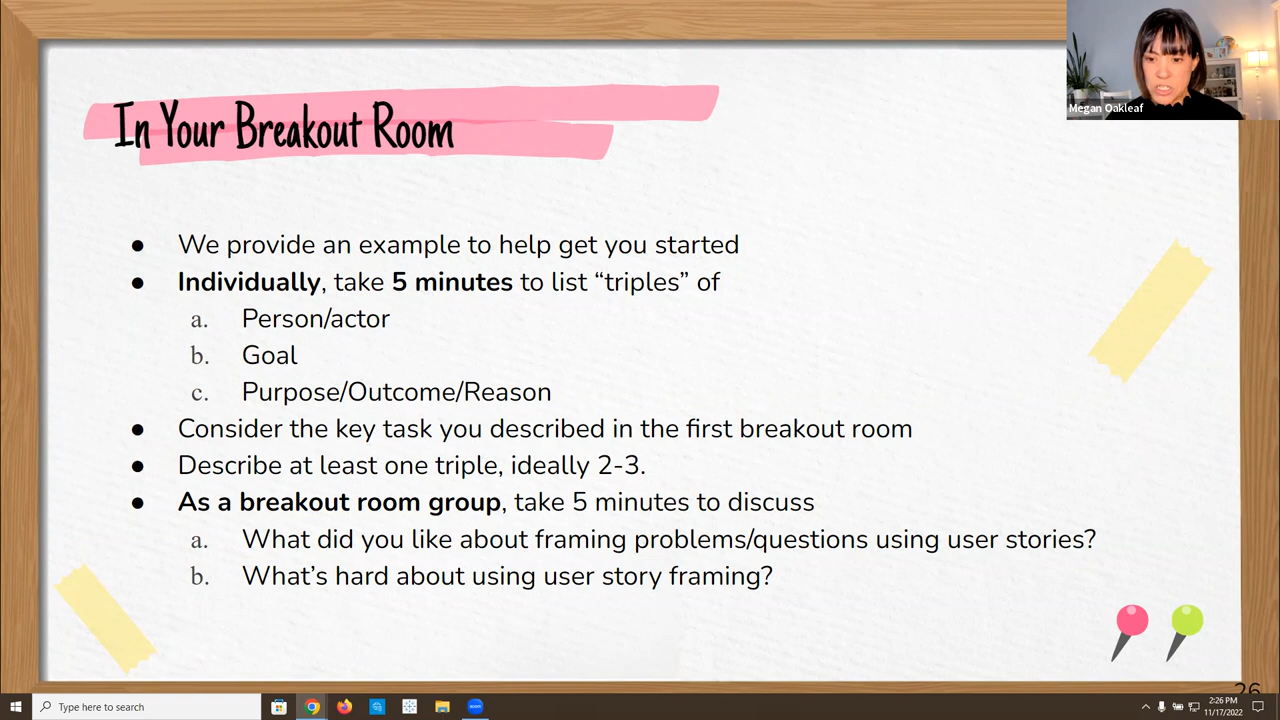 Megan Oakleaf
In Your Breakout Room
● We provide an example to help get you started
● Individually, take 5 minutes to list “triples” of
a. Person/actor
b. Goal
c. Purpose/Outcome/Reason
● Consider the key task you described in the first breakout room
● Describe at least one triple, ideally 2-3.
● As a breakout room group, take 5 minutes to discuss
a. What did you like about framing problems/questions using user stories?
b. What’s hard about using user story framing?
26
Type here to search
2:26 PM
11/17/2022